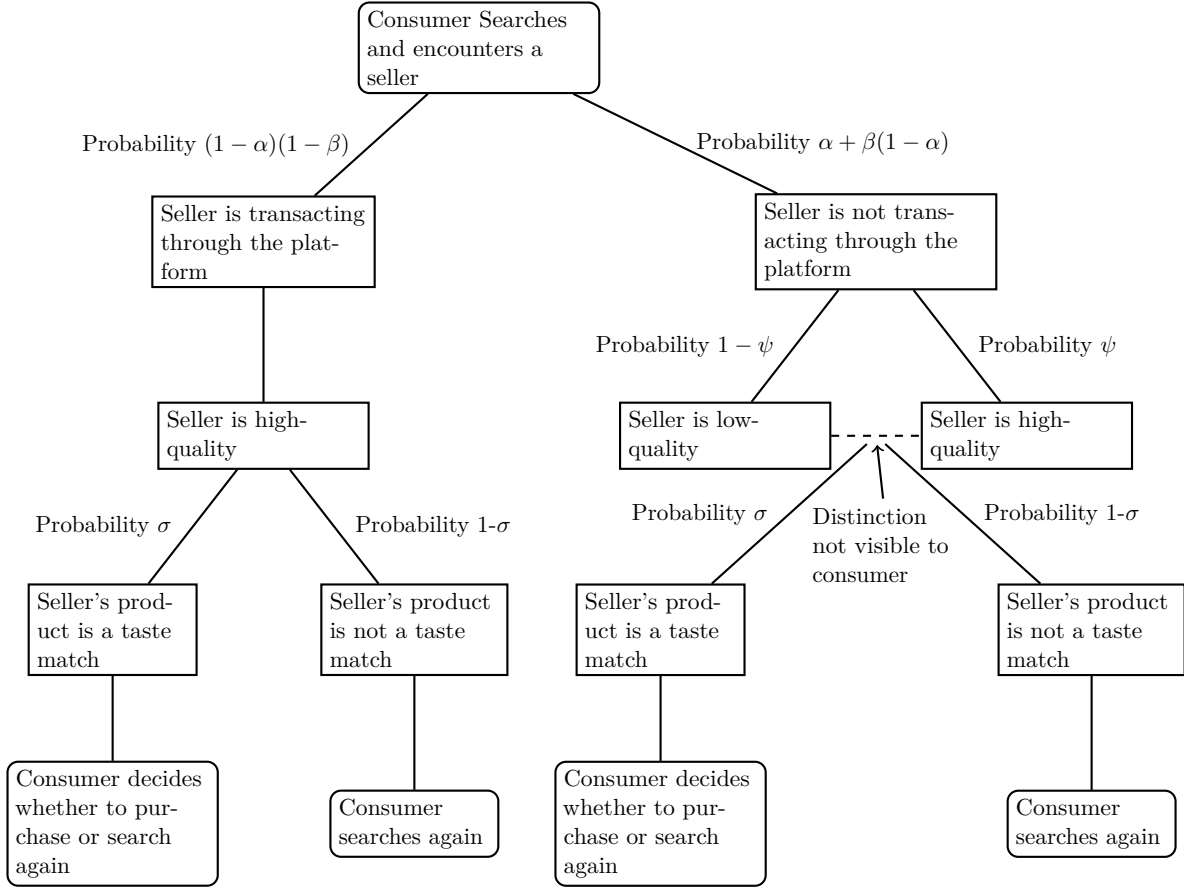 Consumer Searches
and encounters a
seller
Probability (1 − α)(1 − β)
Probability α + β(1 − α)
Seller is transacting
through the plat-
form
Seller is not trans-
acting through the
platform
Probability 1 − ψ
Probability ψ
Seller is high-
quality
Seller is low-
quality
Seller is high-
quality
Probability σ
Probability 1-σ
Probability σ
Distinction
not visible to
consumer
Probability 1-σ
Seller's prod-
uct is a taste
match
Seller's product
is not a taste
match
Seller's prod-
uct is a taste
match
Seller's product
is not a taste
match
Consumer decides
whether to pur-
chase or search
again
Consumer
searches again
Consumer decides
whether to pur-
chase or search
again
Consumer
searches again